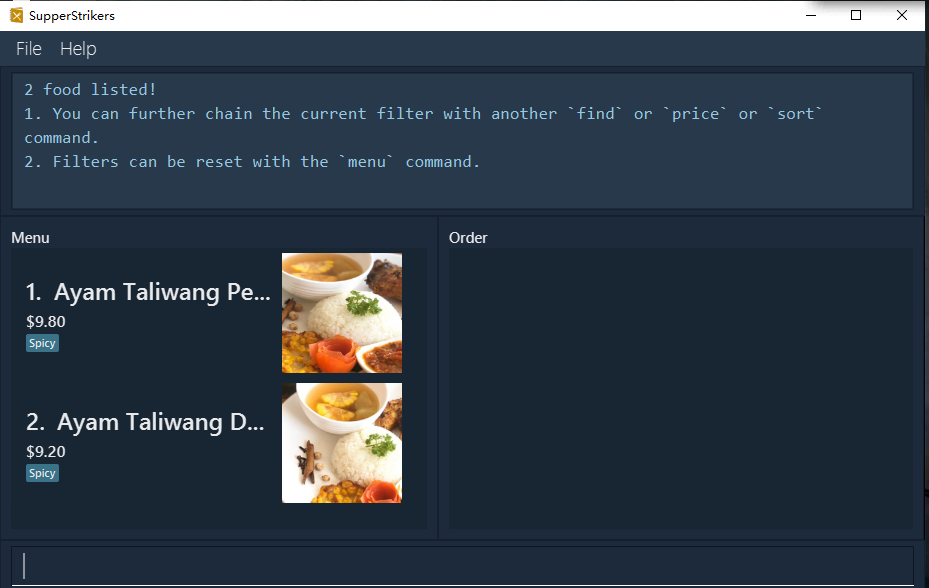 SupperStrikers
File Help
2 food listed!
1. You can further chain the current filter with another `find` or `price` or `sort`
command.
2. Filters can be reset with the `menu` command.
Menu
Order
1. Ayam Taliwang Pe...
$9.80
Spicy
2. Ayam Taliwang D...
$9.20
Spicy